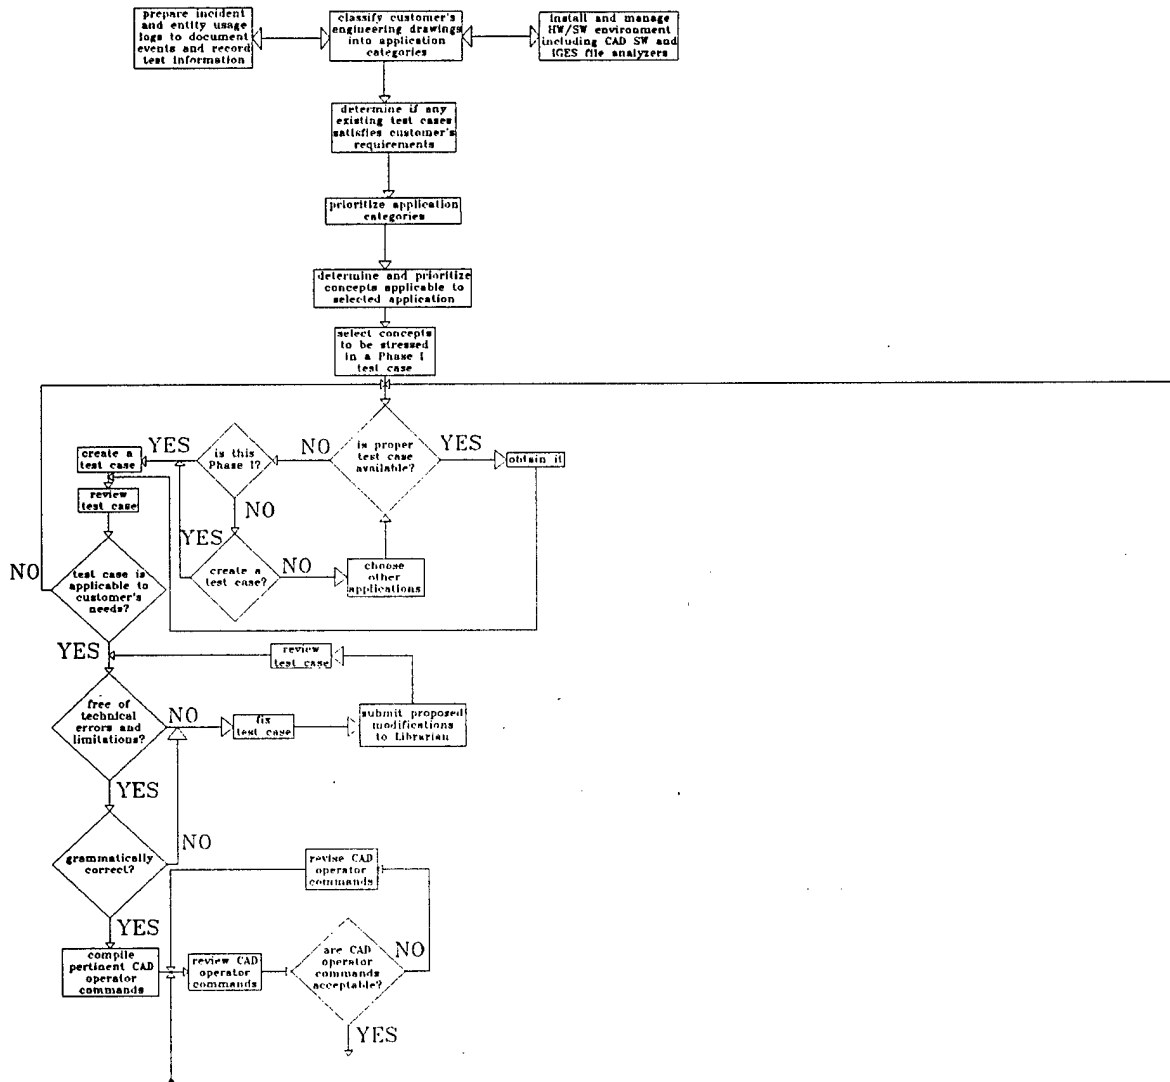 prepare incident
and entity usage
logs to document
events and record
test information
classify customer's
engineering drawings
into application
categories
install and manage
HW/SW environment
including CAD SW and
IGES file analyzers
determine if any
existing test cases
satisfies customer's
requirements
prioritize application
categories
determine and prioritize
concepts applicable to
selected application
select concepts
to be stressed
in a Phase 1
test case
is proper
test case
available?
YES
obtain it
NO
is this
Phase 1?
YES
create a
test case
review
test case
NO
YES
create a
test case?
NO
choose
other
applications
test case is
applicable to
customer's
needs?
NO
YES
review
test case
free of
technical
errors and
limitations?
NO
fix
test case
submit proposed
modifications
to Librarian
YES
grammatically
correct?
NO
YES
compile
pertinent CAD
operator
commands
review CAD
operator
commands
are CAD
operator
commands
acceptable?
NO
revise CAD
operator
commands
YES